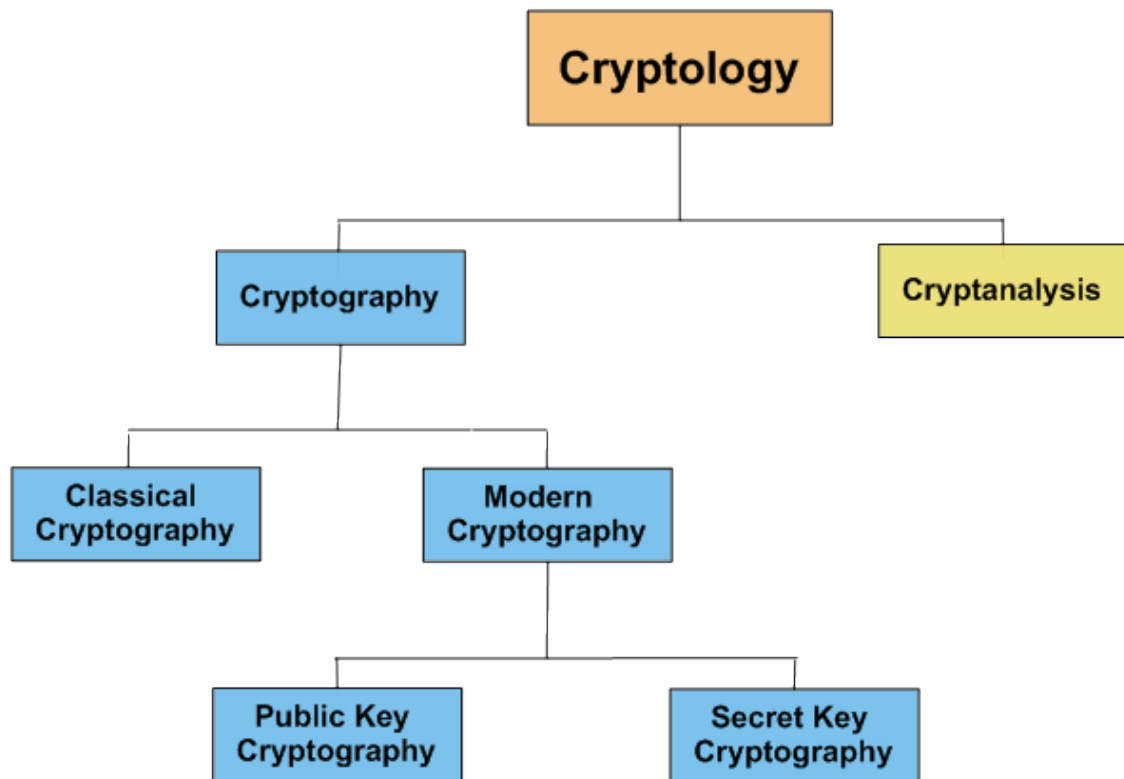 Cryptology
Cryptography
Cryptanalysis
Classical
Cryptography
Modern
Cryptography
Public Key
Cryptography
Secret Key
Cryptography